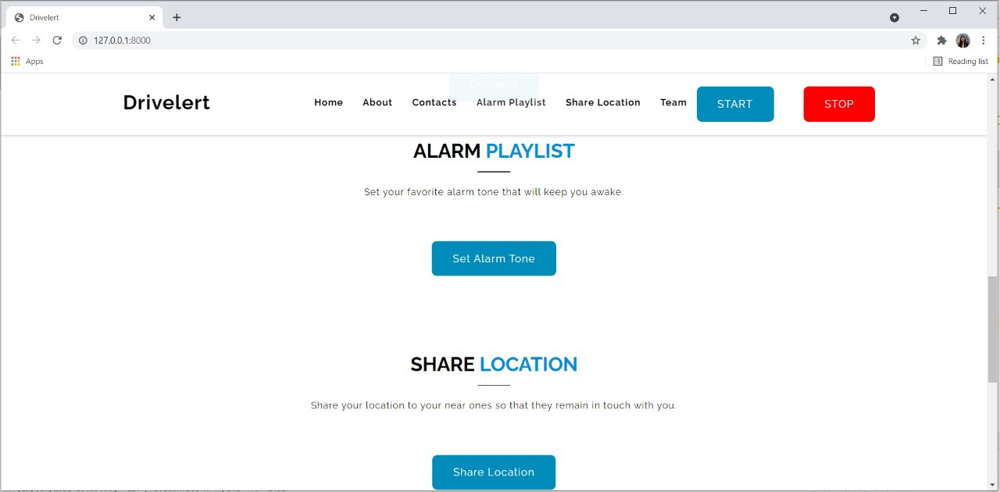 Drivelert
127.0.0.1:8000
Apps
Reading list
Contacts
Drivelert
Home About Contacts Alarm Playlist Share Location Team START STOP
ALARM PLAYLIST
Set your favorite alarm tone that will keep you awake.
Set Alarm Tone
SHARE LOCATION
Share your location to your near ones so that they remain in touch with you.
Share Location